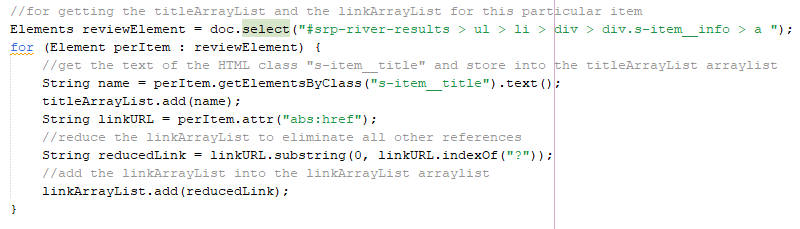 //for getting the titleArrayList and the linkArrayList for this particular item
Elements reviewElement = doc.select("#srp-river-results > ul > li > div > div.s-item__info > a ");
for (Element perItem : reviewElement) {
//get the text of the HTML class "s-item__title" and store into the titleArrayList arraylist
String name = perItem.getElementsByClass("s-item__title").text();
titleArrayList.add(name);
String linkURL = perItem.attr("abs:href");
//reduce the linkArrayList to eliminate all other references
String reducedLink = linkURL.substring(0, linkURL.indexOf("?"));
//add the linkArrayList into the linkArrayList arraylist
linkArrayList.add(reducedLink);
}